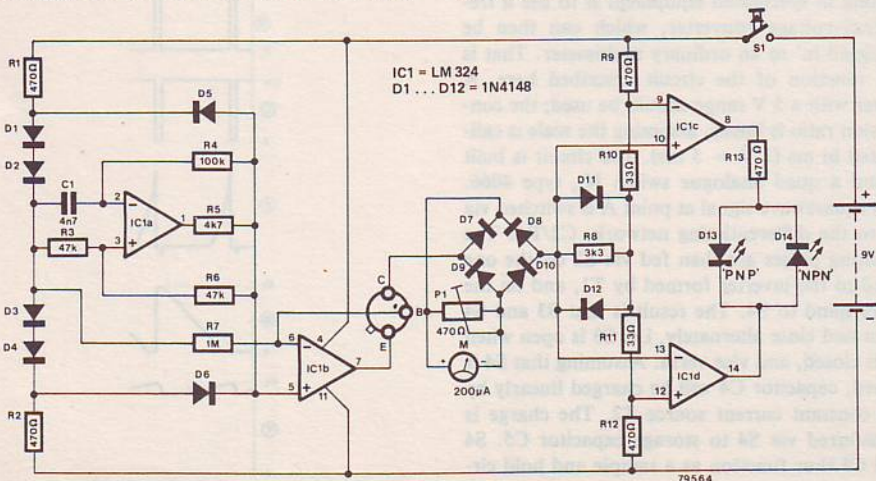 IC1 = LM 324
D1 . . . D12 = 1N4148
S1
R1
470Ω
D5
R4
100k
D1
D2
C1
4n7
2
3
IC1a
1
R5
4k7
R3
47k
R6
47k
D3
D4
R7
1M
D6
R2
470Ω
6
5
4
IC1b
11
7
C
B
E
D7
D8
D9
D10
P1
470Ω
M
200µA
D11
R8
3k3
D12
R9
470Ω
R10
33Ω
R11
33Ω
R12
470Ω
9
10
IC1c
8
R13
470Ω
D13
'PNP'
D14
'NPN'
9V
13
12
IC1d
14
79564